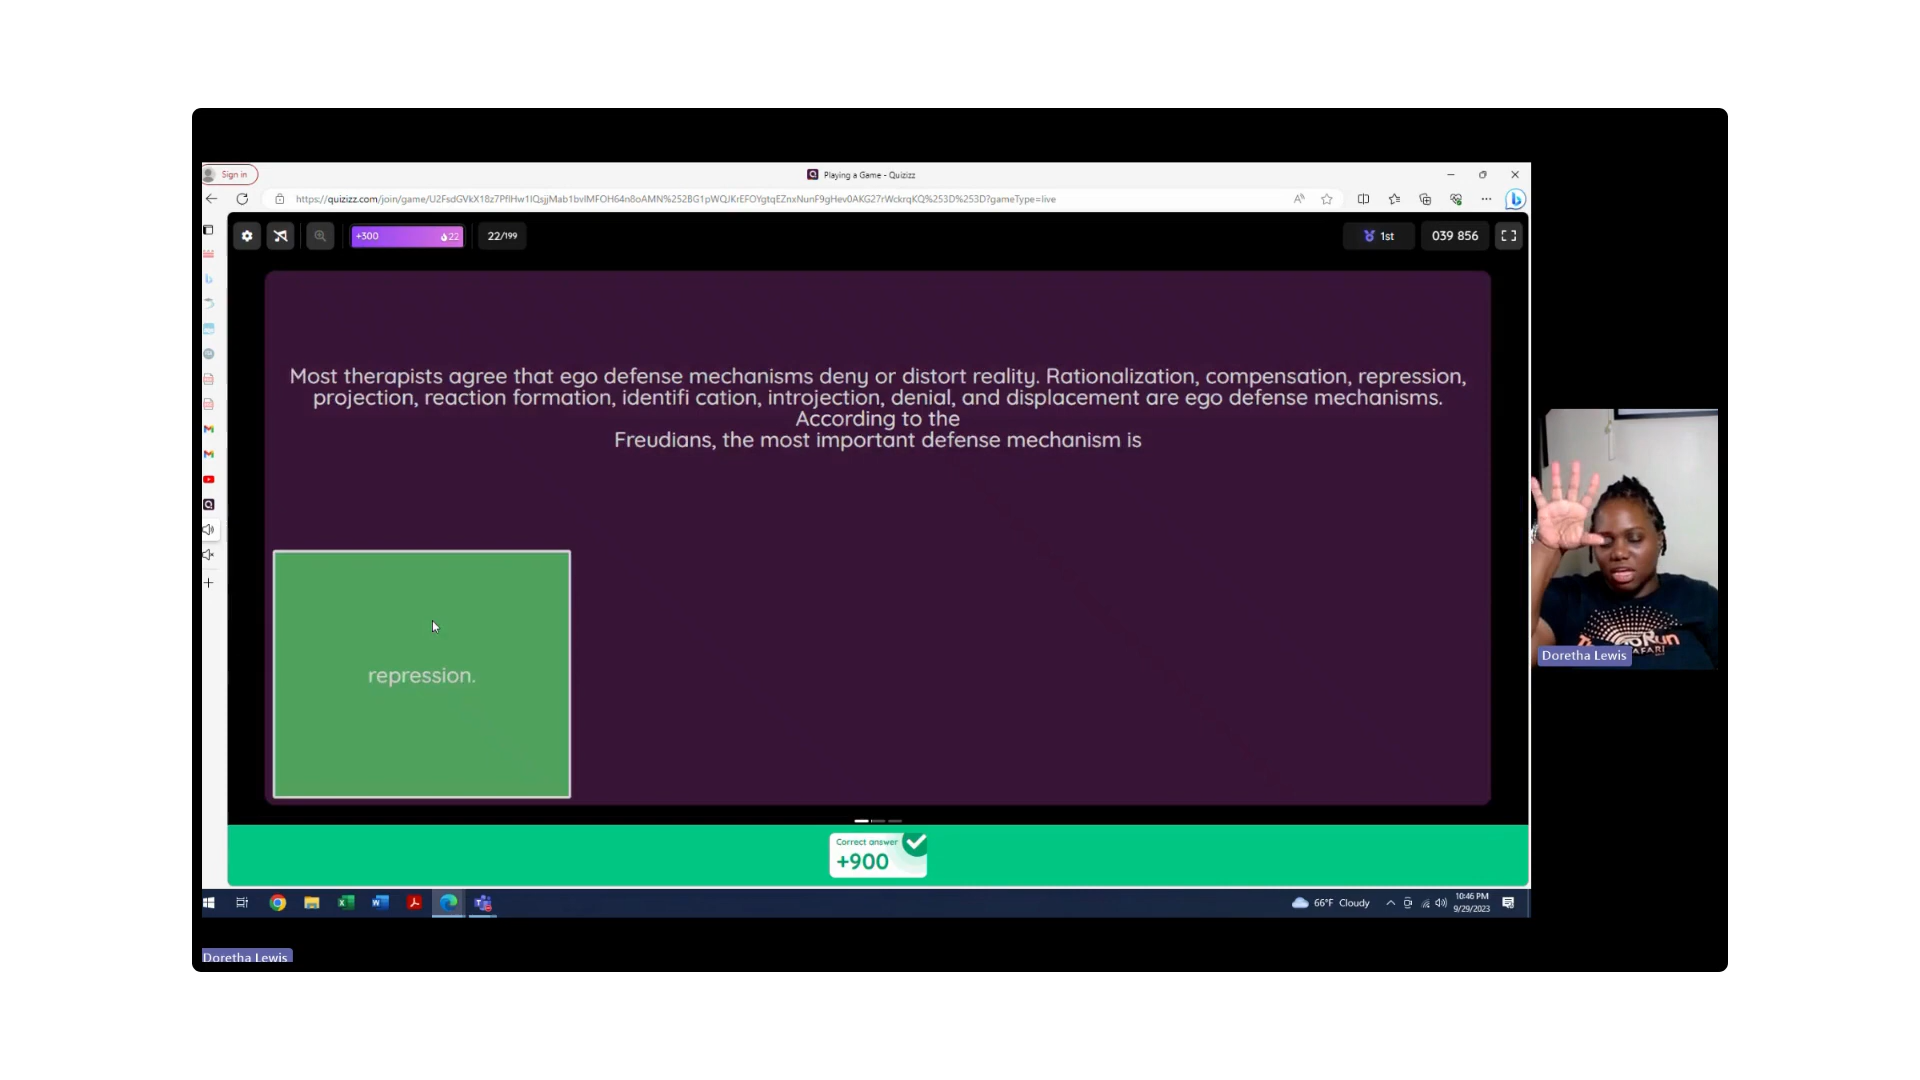 Sign in
Playing a Game - Quizizz
+300
22
22/199
1st
039 856
Most therapists agree that ego defense mechanisms deny or distort reality. Rationalization, compensation, repression,
projection, reaction formation, identifi cation, introjection, denial, and displacement are ego defense mechanisms.
According to the
Freudians, the most important defense mechanism is
repression.
Correct answer
+900
Doretha Lewis
66°F Cloudy
10:46 PM
9/29/2023
Doretha Lewis